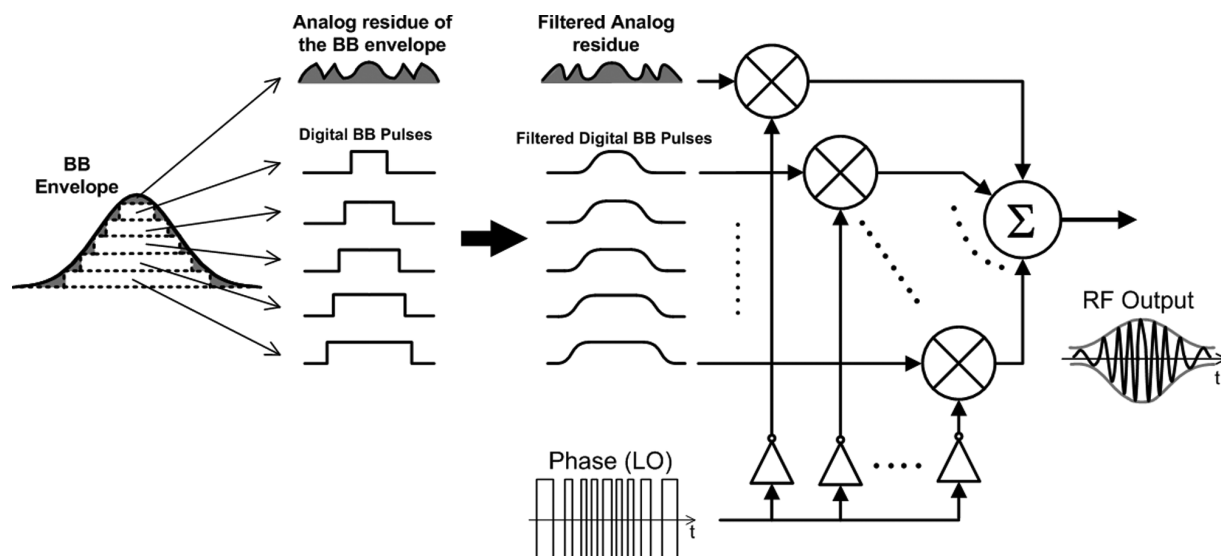 Analog residue of
the BB envelope
Filtered Analog
residue
Digital BB Pulses
Filtered Digital BB Pulses
BB
Envelope
Σ
RF Output
t
Phase (LO)
t